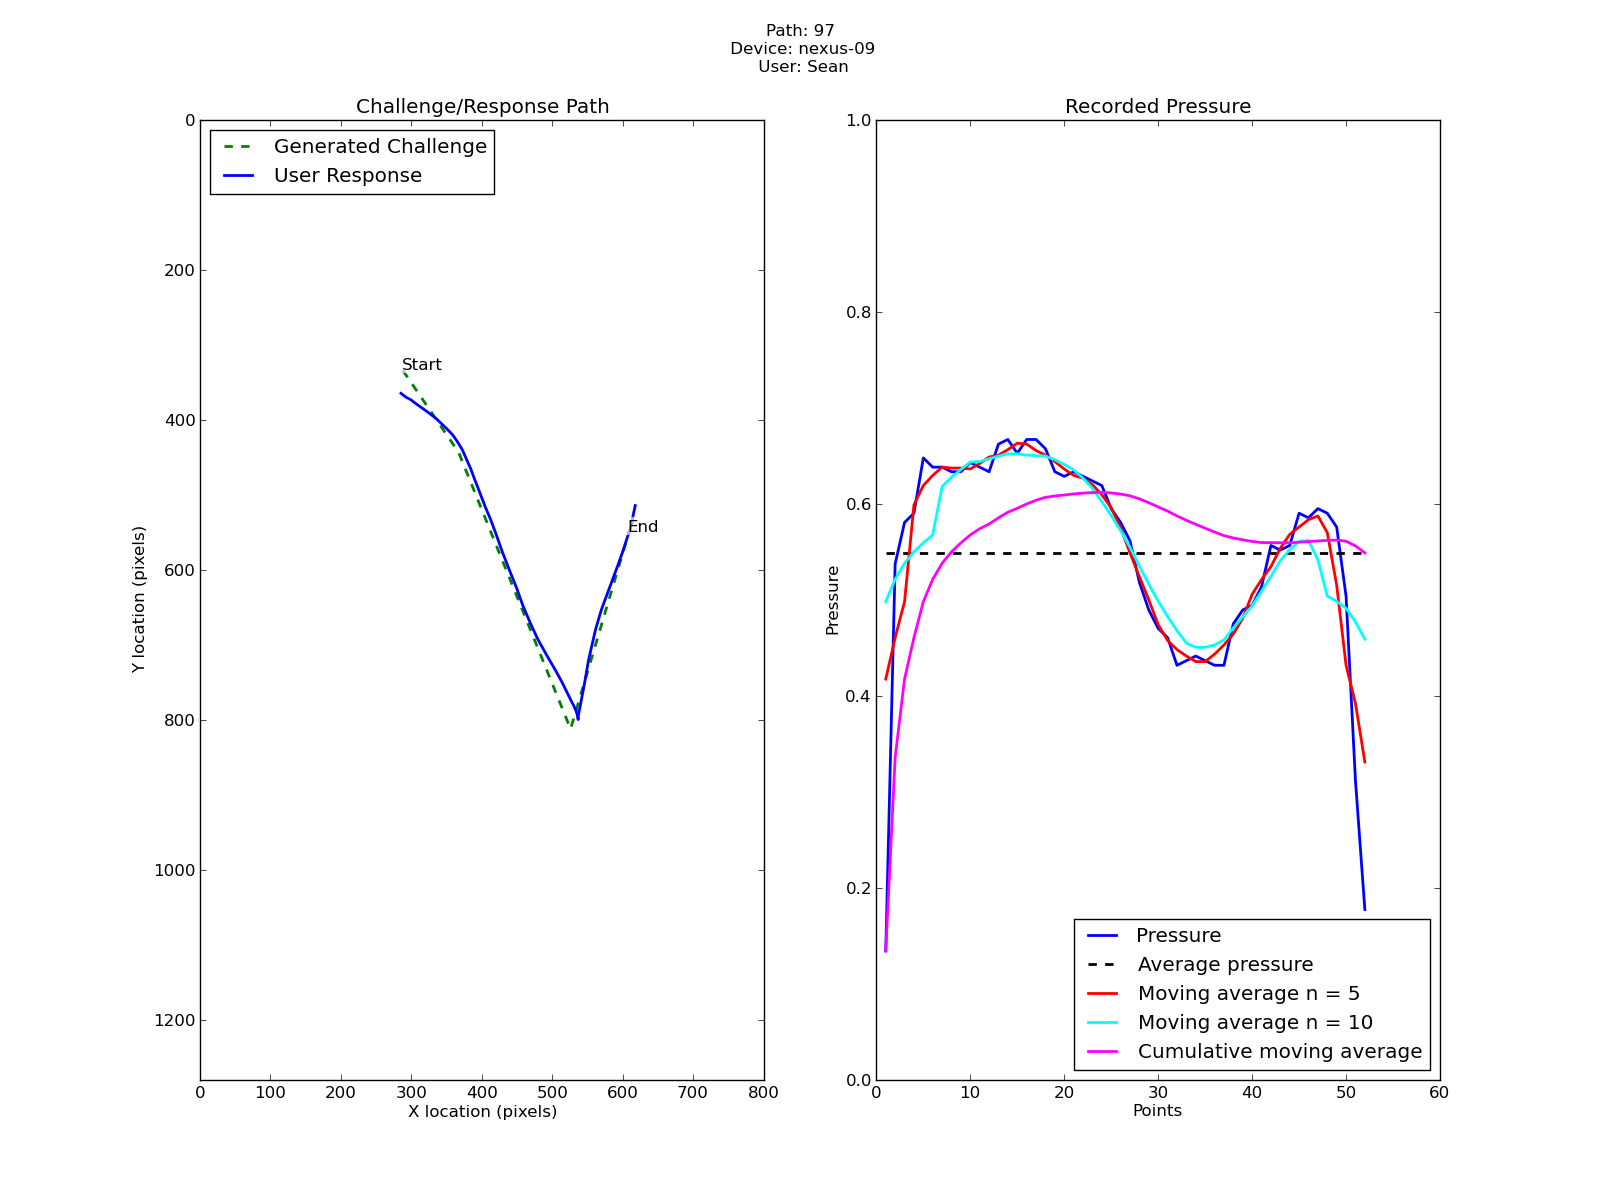 Path: 97
Device: nexus-09
User: Sean
Challenge/Response Path
Generated Challenge
User Response
Start
End
0
200
400
600
800
1000
1200
Y location (pixels)
0 100 200 300 400 500 600 700 800
X location (pixels)
Recorded Pressure
1.0
0.8
0.6
0.4
0.2
0.0
Pressure
Pressure
Average pressure
Moving average n = 5
Moving average n = 10
Cumulative moving average
0 10 20 30 40 50 60
Points